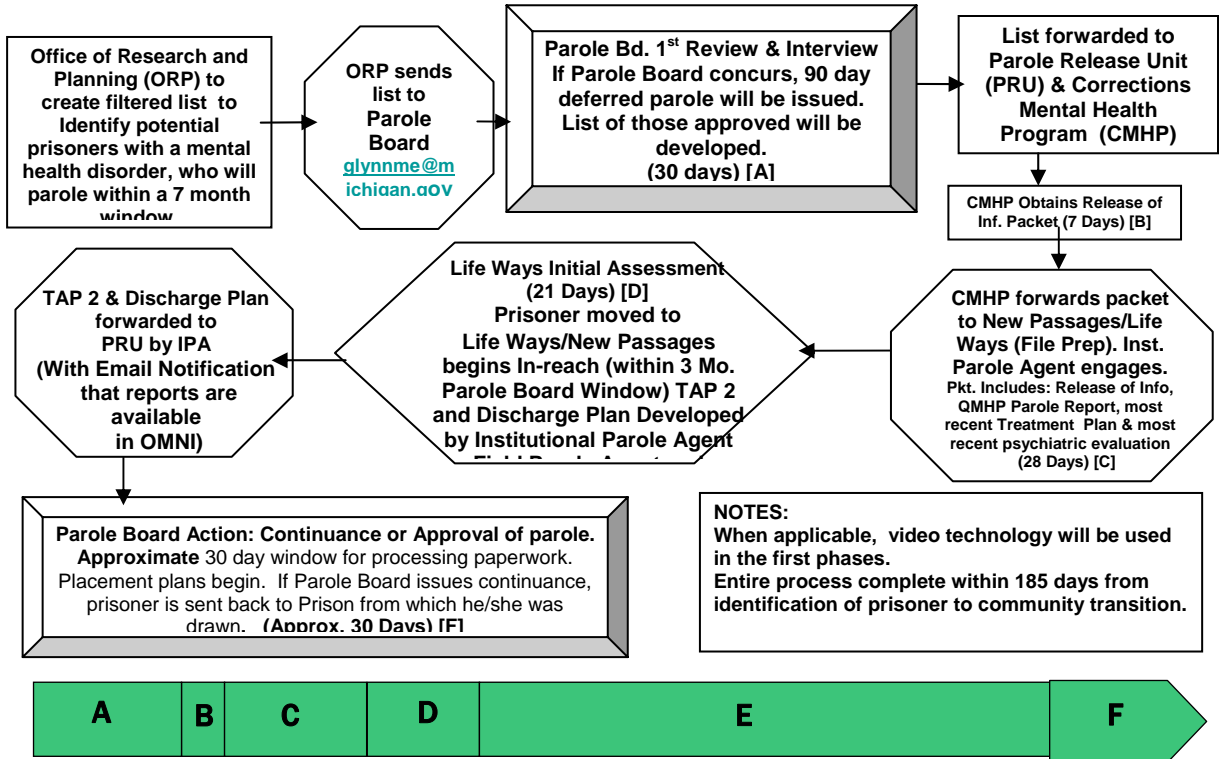 Office of Research and
Planning (ORP) to
create filtered list to
Identify potential
prisoners with a mental
health disorder, who will
parole within a 7 month
window
ORP sends
list to
Parole
Board
glynnme@m
ichigan.gov
Parole Bd. 1st Review & Interview
If Parole Board concurs, 90 day
deferred parole will be issued.
List of those approved will be
developed.
(30 days) [A]
List forwarded to
Parole Release Unit
(PRU) & Corrections
Mental Health
Program (CMHP)
CMHP Obtains Release of
Inf. Packet (7 Days) [B]
CMHP forwards packet
to New Passages/Life
Ways (File Prep). Inst.
Parole Agent engages.
Pkt. Includes: Release of Info,
QMHP Parole Report, most
recent Treatment Plan & most
recent psychiatric evaluation
(28 Days) [C]
Life Ways Initial Assessment
(21 Days) [D]
Prisoner moved to
Life Ways/New Passages
begins In-reach (within 3 Mo.
Parole Board Window) TAP 2
and Discharge Plan Developed
by Institutional Parole Agent
TAP 2 & Discharge Plan
forwarded to
PRU by IPA
(With Email Notification
that reports are
available
in OMNI)
Parole Board Action: Continuance or Approval of parole.
Approximate 30 day window for processing paperwork.
Placement plans begin. If Parole Board issues continuance,
prisoner is sent back to Prison from which he/she was
drawn. (Approx. 30 Days) [F]
NOTES:
When applicable, video technology will be used
in the first phases.
Entire process complete within 185 days from
identification of prisoner to community transition.
A B C D E F